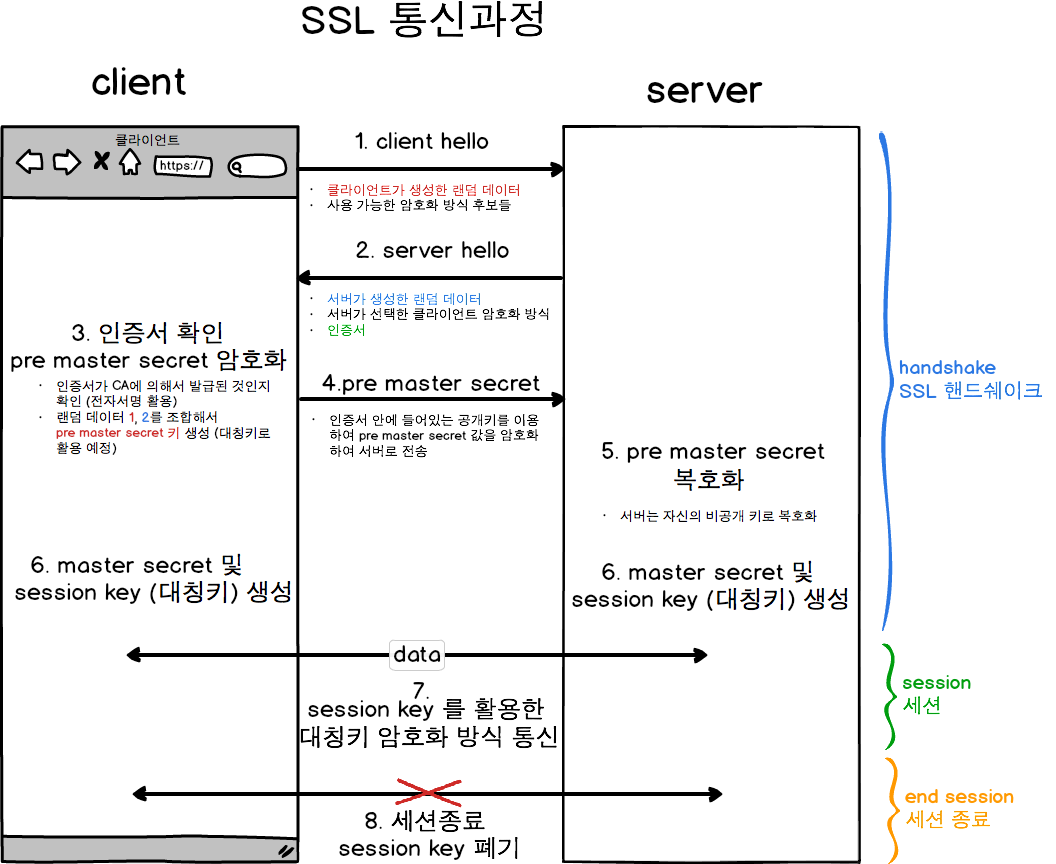 SSL 통신과정
client
server
클라이언트
https://
1. client hello
· 클라이언트가 생성한 랜덤 데이터
· 사용 가능한 암호화 방식 후보들
2. server hello
· 서버가 생성한 랜덤 데이터
· 서버가 선택한 클라이언트 암호화 방식
· 인증서
3. 인증서 확인
pre master secret 암호화
· 인증서가 CA에 의해서 발급된 것인지
확인 (전자서명 활용)
· 랜덤 데이터 1, 2를 조합해서
pre master secret 키 생성 (대칭키로
활용 예정)
4.pre master secret
· 인증서 안에 들어있는 공개키를 이용
하여 pre master secret 값을 암호화
하여 서버로 전송
5. pre master secret
복호화
· 서버는 자신의 비공개 키로 복호화
6. master secret 및
session key (대칭키) 생성
6. master secret 및
session key (대칭키) 생성
handshake
SSL 핸드쉐이크
data
7.
session key 를 활용한
대칭키 암호화 방식 통신
session
세션
8. 세션종료
session key 폐기
end session
세션 종료